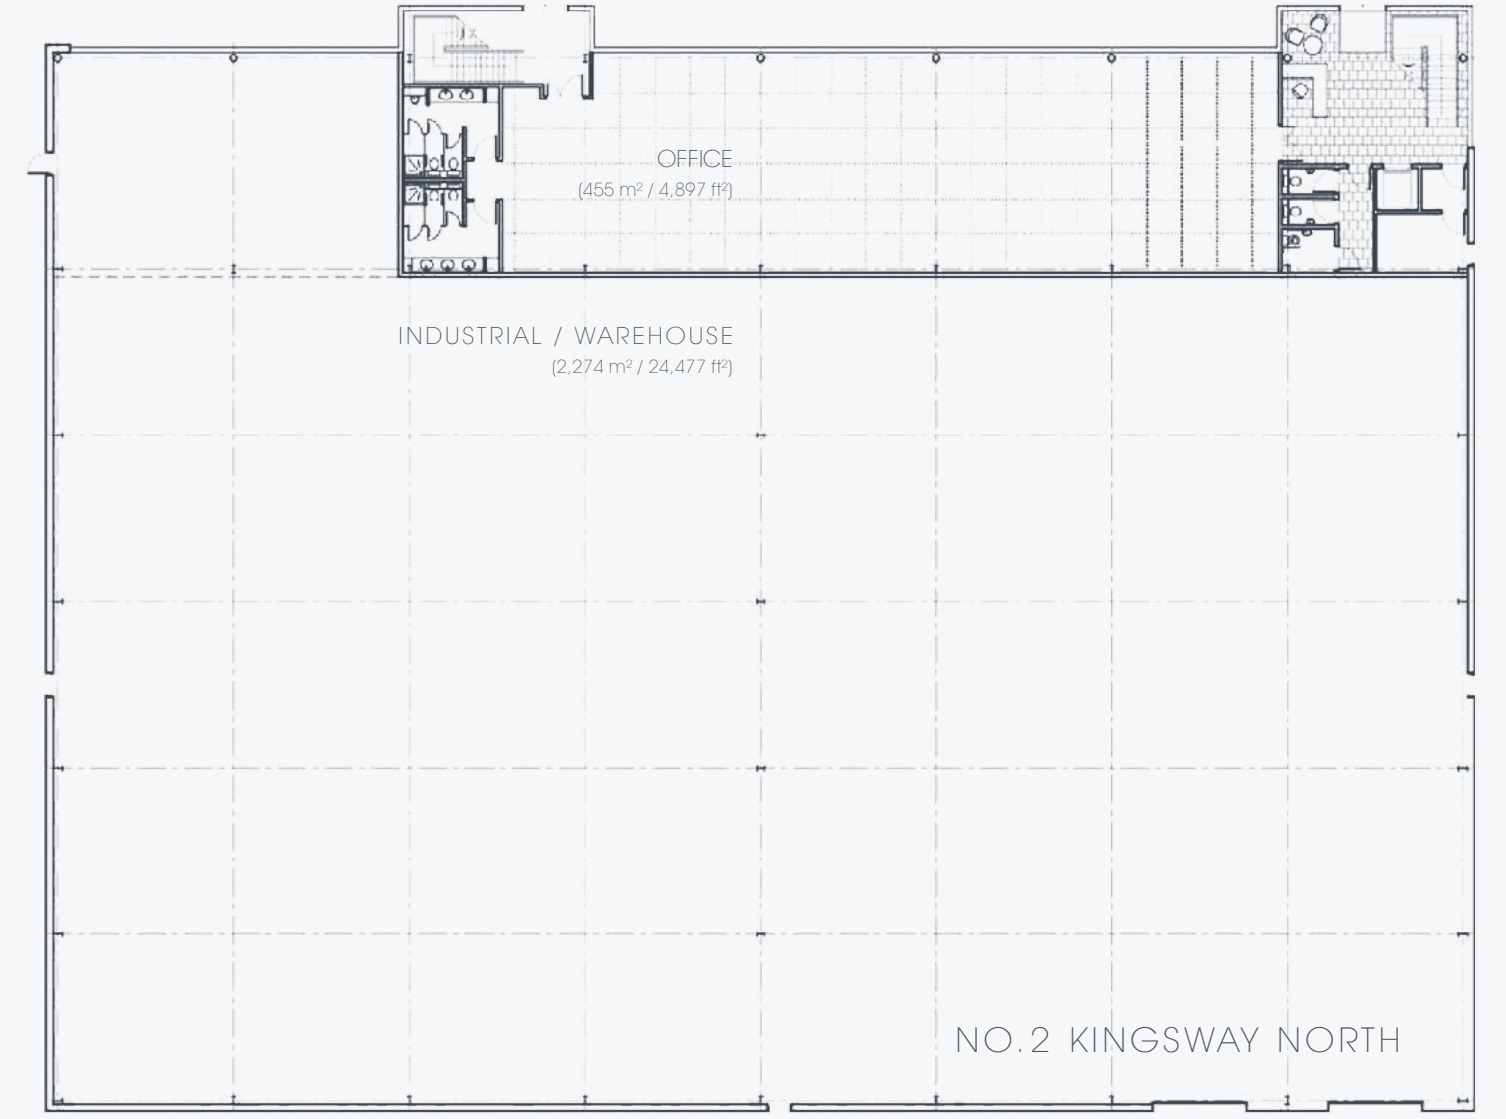 OFFICE
(455 m² / 4,897 ft²)
INDUSTRIAL / WAREHOUSE
(2,274 m² / 24,477 ft²)
NO.2 KINGSWAY NORTH